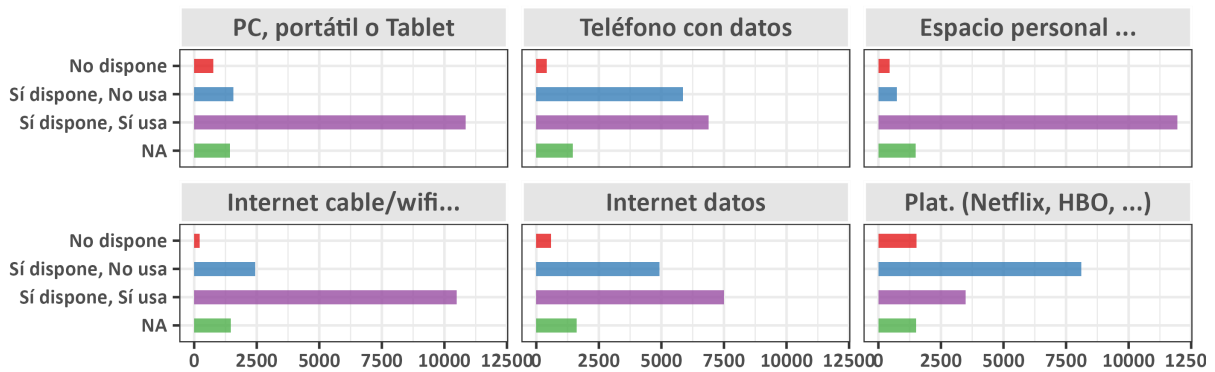 PC, portátil o Tablet
Teléfono con datos
Espacio personal ...
No dispone
Sí dispone, No usa
Sí dispone, Sí usa
NA
Internet cable/wifi...
Internet datos
Plat. (Netflix, HBO, ...)
No dispone
Sí dispone, No usa
Sí dispone, Sí usa
NA
0 2500 5000 7500 10000 12500
0 2500 5000 7500 10000 12500
0 2500 5000 7500 10000 1250